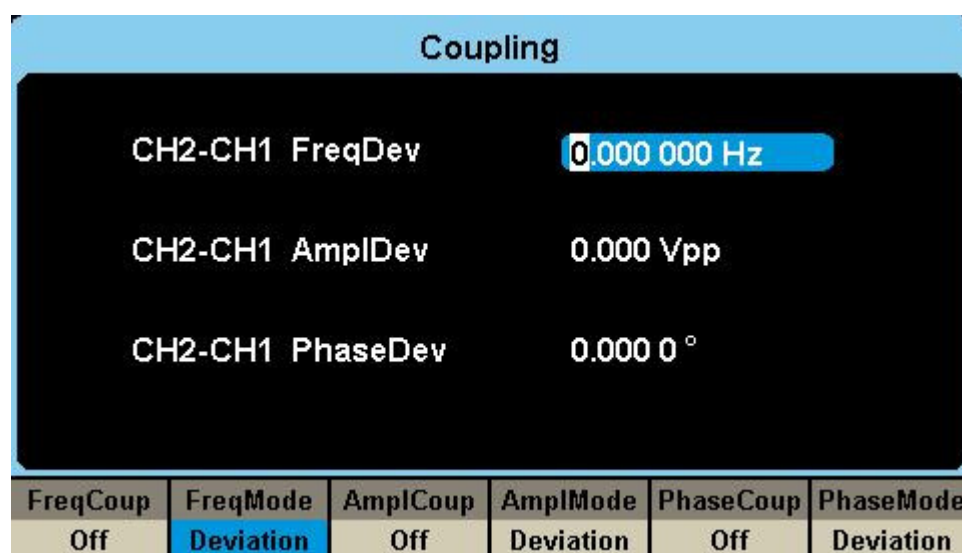 Coupling
CH2-CH1 FreqDev 0.000 000 Hz
CH2-CH1 AmplDev 0.000 Vpp
CH2-CH1 PhaseDev 0.000 0 °
FreqCoup FreqMode AmplCoup AmplMode PhaseCoup PhaseMode
Off Deviation Off Deviation Off Deviation